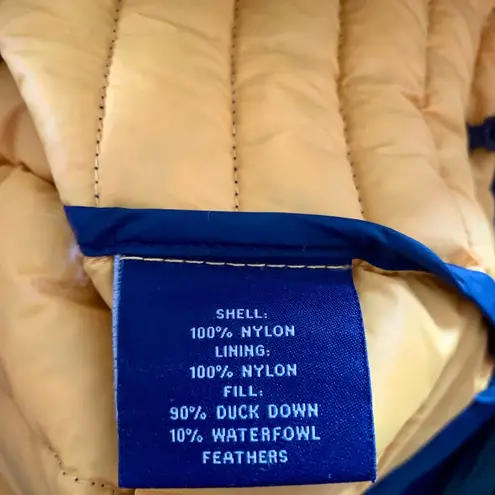 SHELL:
100% NYLON
LINING:
100% NYLON
FILL:
90% DUCK DOWN
10% WATERFOWL
FEATHERS